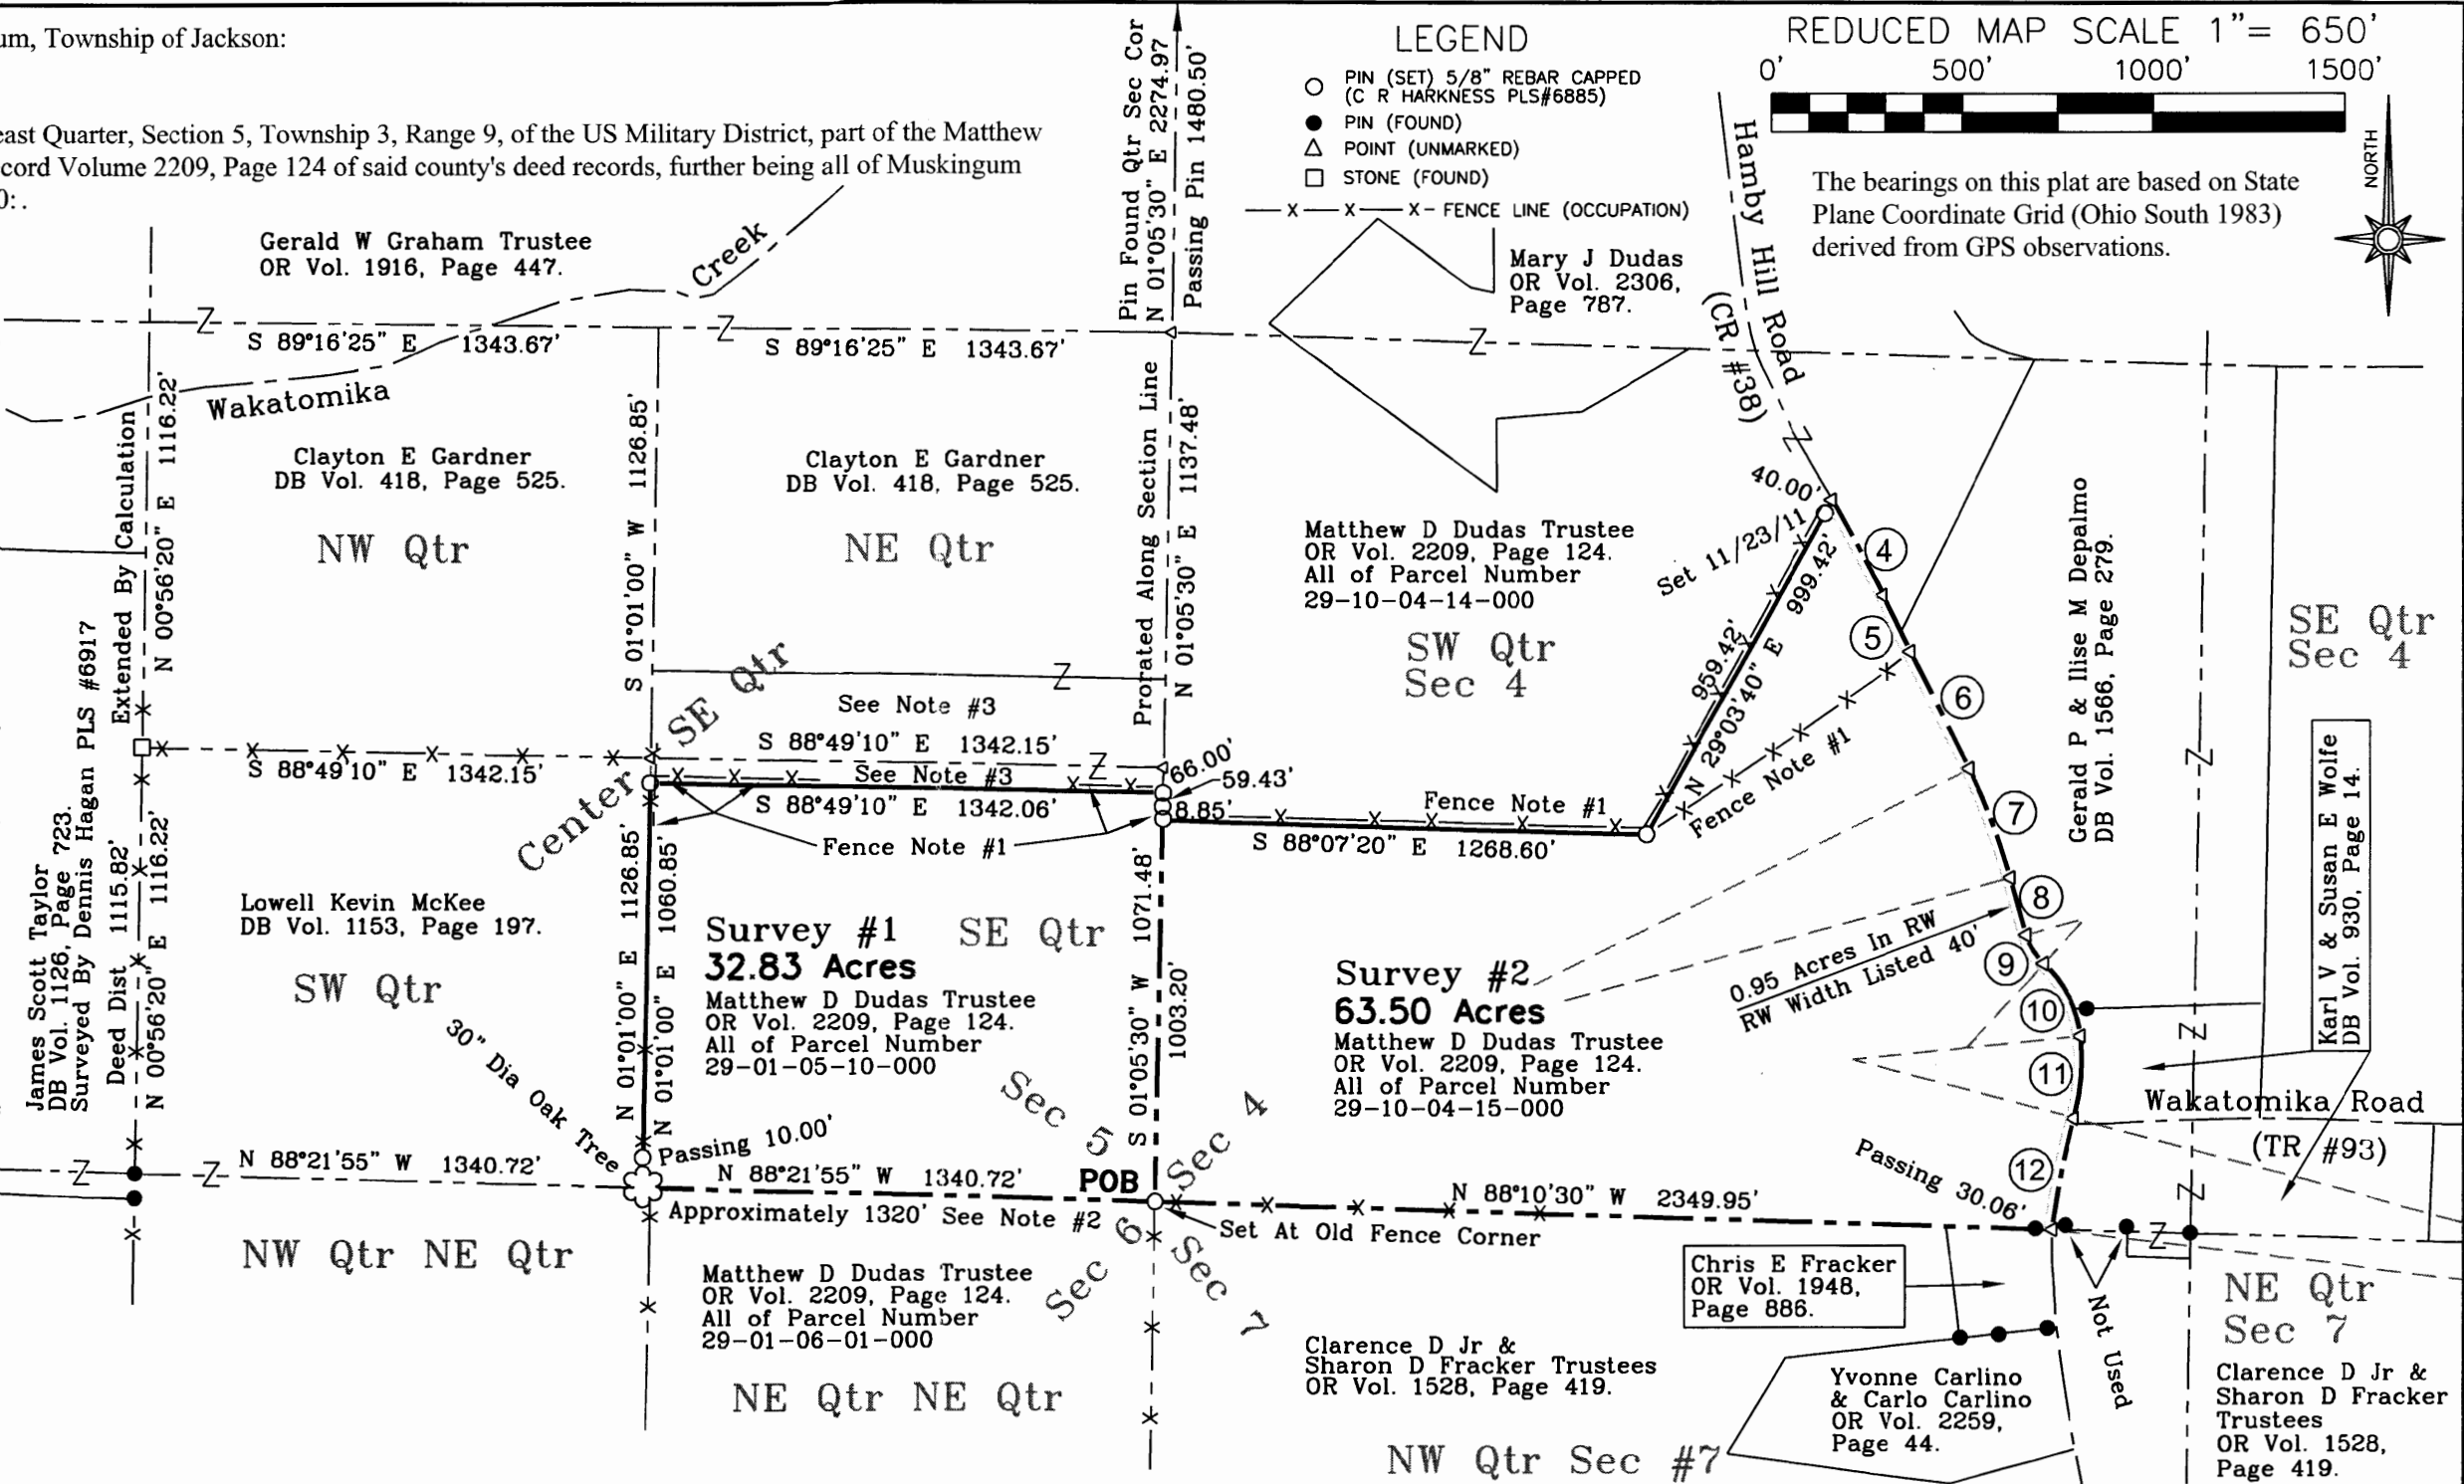 um, Township of Jackson:
east Quarter, Section 5, Township 3, Range 9, of the US Military District, part of the Matthew
cord Volume 2209, Page 124 of said county's deed records, further being all of Muskingum
0: .
LEGEND
PIN (SET) 5/8" REBAR CAPPED
(C R HARKNESS PLS#6885)
PIN (FOUND)
POINT (UNMARKED)
STONE (FOUND)
—X—X—X— FENCE LINE (OCCUPATION)
REDUCED MAP SCALE 1"= 650'
0' 500' 1000' 1500'
The bearings on this plat are based on State
Plane Coordinate Grid (Ohio South 1983)
derived from GPS observations.
NORTH
Gerald W Graham Trustee
OR Vol. 1916, Page 447.
Creek
Wakatomika
Pin Found Qtr Sec Cor
N 01°05'30" E 2274.97
Passing Pin 1480.50'
Mary J Dudas
OR Vol. 2306,
Page 787.
Hamby Hill Road
(CR #38)
S 89°16'25" E 1343.67'
S 89°16'25" E 1343.67'
Extended By Calculation
N 00°56'20" E 1116.22'
Clayton E Gardner
DB Vol. 418, Page 525.
NW Qtr
S 01°01'00" W 1126.85'
Clayton E Gardner
DB Vol. 418, Page 525.
NE Qtr
Prorated Along Section Line
N 01°05'30" E 1137.48'
Matthew D Dudas Trustee
OR Vol. 2209, Page 124.
All of Parcel Number
29-10-04-14-000
SW Qtr
Sec 4
40.00'
Set 11/23/11
959.42'
N 29°03'40" E 999.42'
Fence Note #1
4
5
6
7
8
9
10
11
12
Gerald P & Ilise M Depalmo
DB Vol. 1566, Page 279.
SE Qtr
Sec 4
Karl V & Susan E Wolfe
DB Vol. 930, Page 14.
See Note #3
S 88°49'10" E 1342.15'
S 88°49'10" E 1342.15'
See Note #3
S 88°49'10" E 1342.06'
Fence Note #1
66.00'
59.43'
8.85'
Fence Note #1
S 88°07'20" E 1268.60'
Center
SE Qtr
James Scott Taylor
DB Vol. 1126, Page 723.
Surveyed By Dennis Hagan PLS #6917
Deed Dist 1115.82'
N 00°56'20" E 1116.22'
Lowell Kevin McKee
DB Vol. 1153, Page 197.
SW Qtr
30" Dia Oak Tree
N 01°01'00" E 1126.85'
N 01°01'00" E 1060.85'
Survey #1
32.83 Acres
Matthew D Dudas Trustee
OR Vol. 2209, Page 124.
All of Parcel Number
29-01-05-10-000
SE Qtr
S 01°05'30" W 1071.48'
1003.20'
Survey #2
63.50 Acres
Matthew D Dudas Trustee
OR Vol. 2209, Page 124.
All of Parcel Number
29-10-04-15-000
0.95 Acres In RW
RW Width Listed 40'
Sec 5
Sec 4
Sec 6
Sec 7
Wakatomika Road
(TR #93)
N 88°21'55" W 1340.72'
Passing 10.00'
N 88°21'55" W 1340.72'
POB
Approximately 1320' See Note #2
Set At Old Fence Corner
N 88°10'30" W 2349.95'
Passing 30.06'
NW Qtr NE Qtr
Matthew D Dudas Trustee
OR Vol. 2209, Page 124.
All of Parcel Number
29-01-06-01-000
NE Qtr NE Qtr
Clarence D Jr &
Sharon D Fracker Trustees
OR Vol. 1528, Page 419.
NW Qtr Sec #7
Chris E Fracker
OR Vol. 1948,
Page 886.
Yvonne Carlino
& Carlo Carlino
OR Vol. 2259,
Page 44.
Not Used
NE Qtr
Sec 7
Clarence D Jr &
Sharon D Fracker
Trustees
OR Vol. 1528,
Page 419.